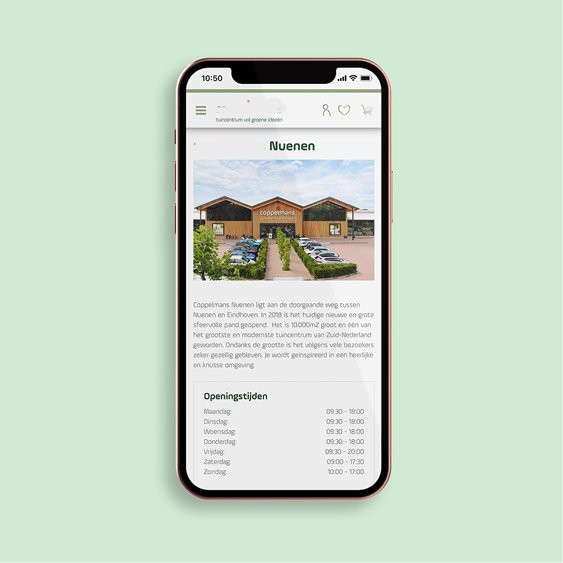 10:50
tuincentrum vol groene ideeën
Nuenen
coppelmans
Coppelmans Nuenen ligt aan de doorgaande weg tussen
Nuenen en Eindhoven. In 2018 is het huidige nieuwe en grote
sfeervolle pand geopend. Het is 10.000m2 groot en één van
het grootste en modernste tuincentrum van Zuid-Nederland
geworden. Ondanks de grootte is het volgens vele bezoekers
zeker gezellig gebleven. Je wordt geïnspireerd in een heerlijke
en knusse omgeving.
Openingstijden
Maandag: 09:30 - 18:00
Dinsdag: 09:30 - 18:00
Woensdag: 09:30 - 18:00
Donderdag: 09:30 - 18:00
Vrijdag: 09:30 - 20:00
Zaterdag: 09:00 - 17:30
Zondag: 10:00 - 17:00